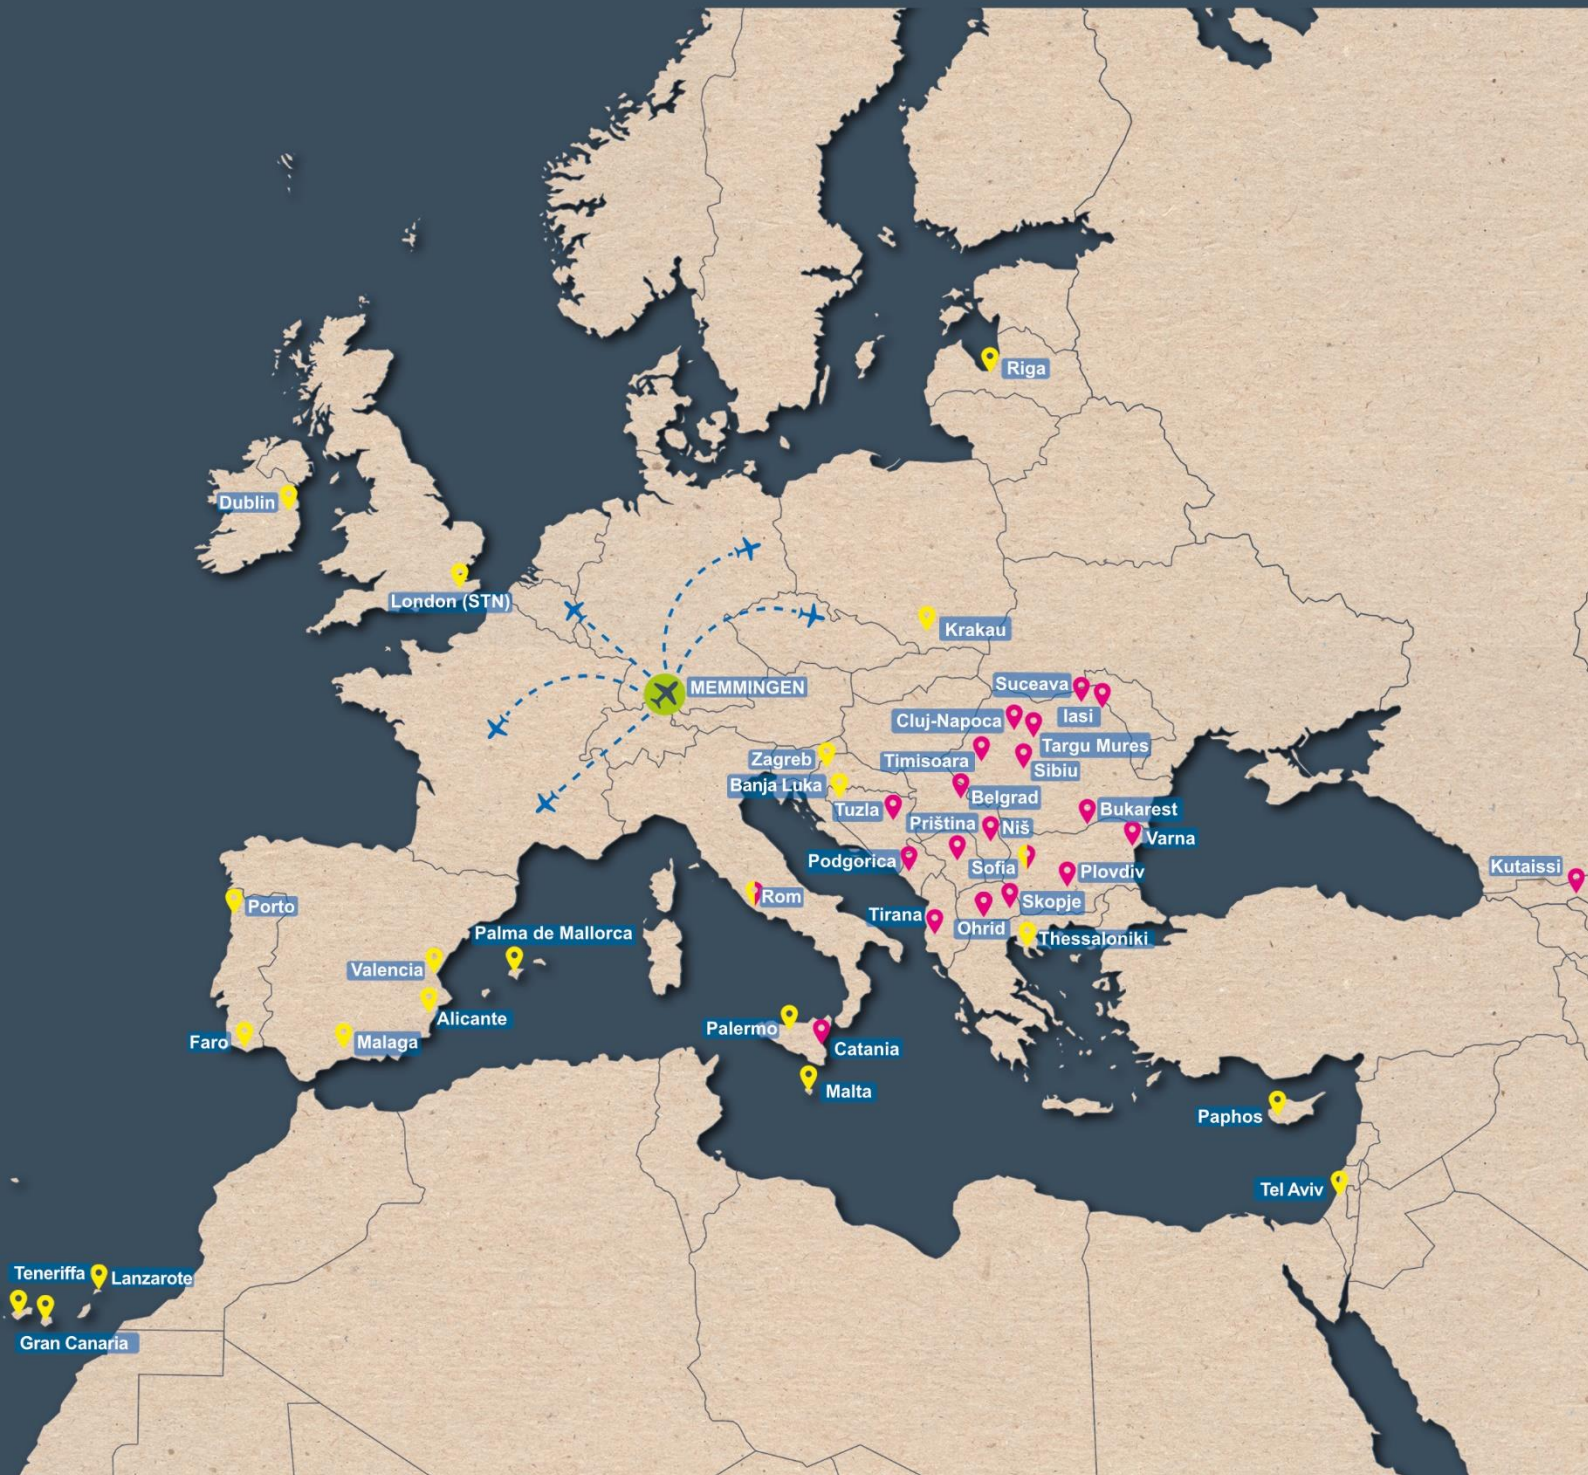 Riga
Dublin
London (STN)
Krakau
MEMMINGEN
Suceava
Iasi
Cluj-Napoca
Targu Mures
Zagreb
Timisoara
Sibiu
Banja Luka
Belgrad
Tuzla
Bukarest
Priština
Niš
Varna
Podgorica
Sofia
Plovdiv
Kutaissi
Rom
Skopje
Porto
Tirana
Ohrid
Thessaloniki
Palma de Mallorca
Valencia
Alicante
Faro
Malaga
Palermo
Catania
Malta
Paphos
Tel Aviv
Teneriffa
Lanzarote
Gran Canaria